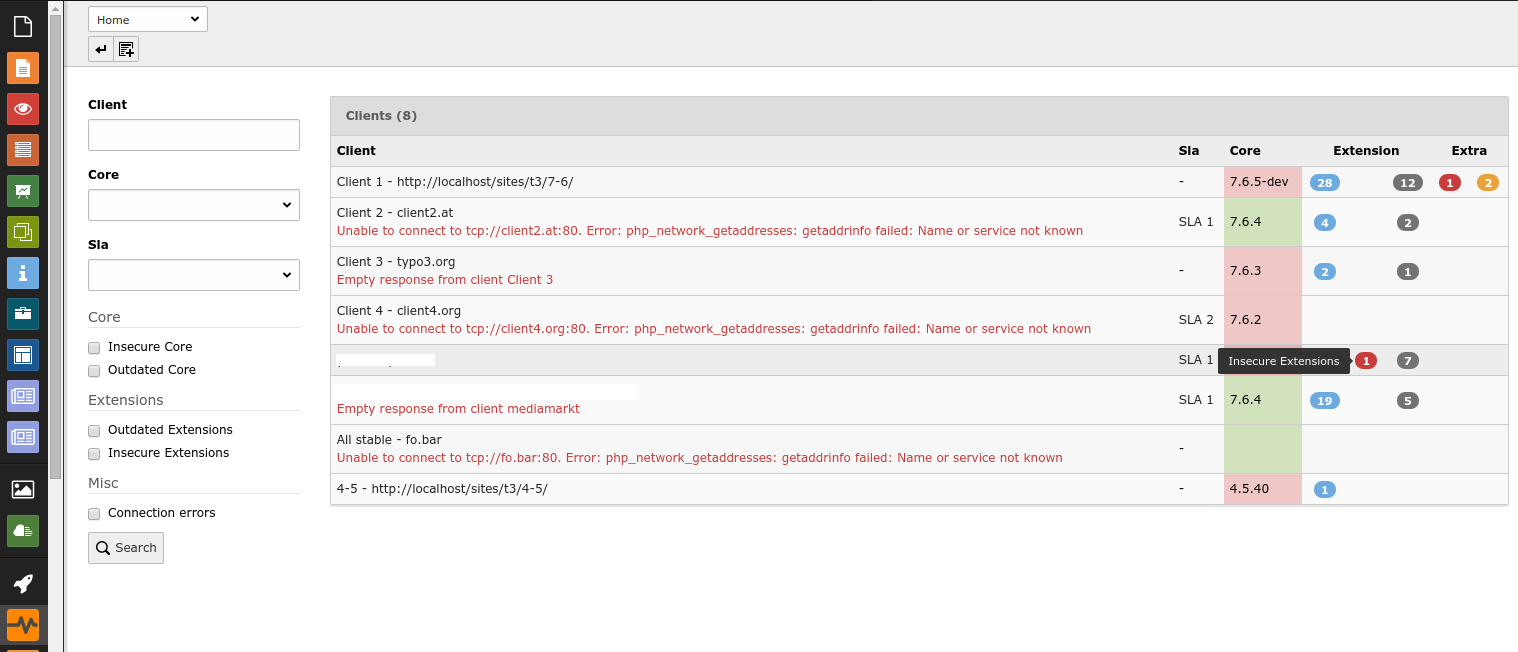 Home
Client
Core
Sla
Core
Insecure Core
Outdated Core
Extensions
Outdated Extensions
Insecure Extensions
Misc
Connection errors
Search
Clients (8)
Client Sla Core Extension Extra
Client 1 - http://localhost/sites/t3/7-6/ - 7.6.5-dev 28 12 1 2
Client 2 - client2.at SLA 1 7.6.4 4 2
Unable to connect to tcp://client2.at:80. Error: php_network_getaddresses: getaddrinfo failed: Name or service not known
Client 3 - typo3.org - 7.6.3 2 1
Empty response from client Client 3
Client 4 - client4.org SLA 2 7.6.2
Unable to connect to tcp://client4.org:80. Error: php_network_getaddresses: getaddrinfo failed: Name or service not known
SLA 1 Insecure Extensions 1 7
SLA 1 7.6.4 19 5
Empty response from client mediamarkt
All stable - fo.bar -
Unable to connect to tcp://fo.bar:80. Error: php_network_getaddresses: getaddrinfo failed: Name or service not known
4-5 - http://localhost/sites/t3/4-5/ - 4.5.40 1